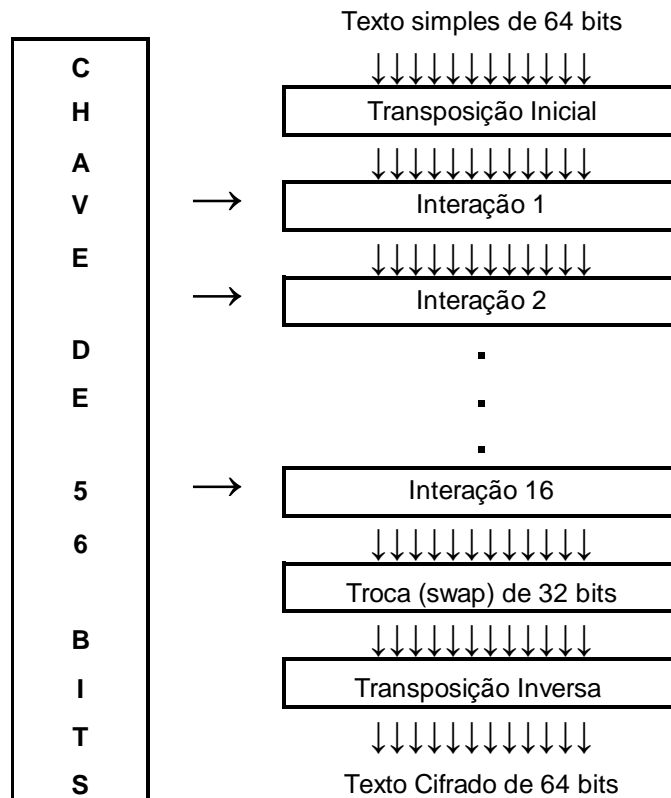 Texto simples de 64 bits
C
H
A
V
E
D
E
5
6
B
I
T
S
Transposição Inicial
Interação 1
Interação 2
Interação 16
Troca (swap) de 32 bits
Transposição Inversa
Texto Cifrado de 64 bits